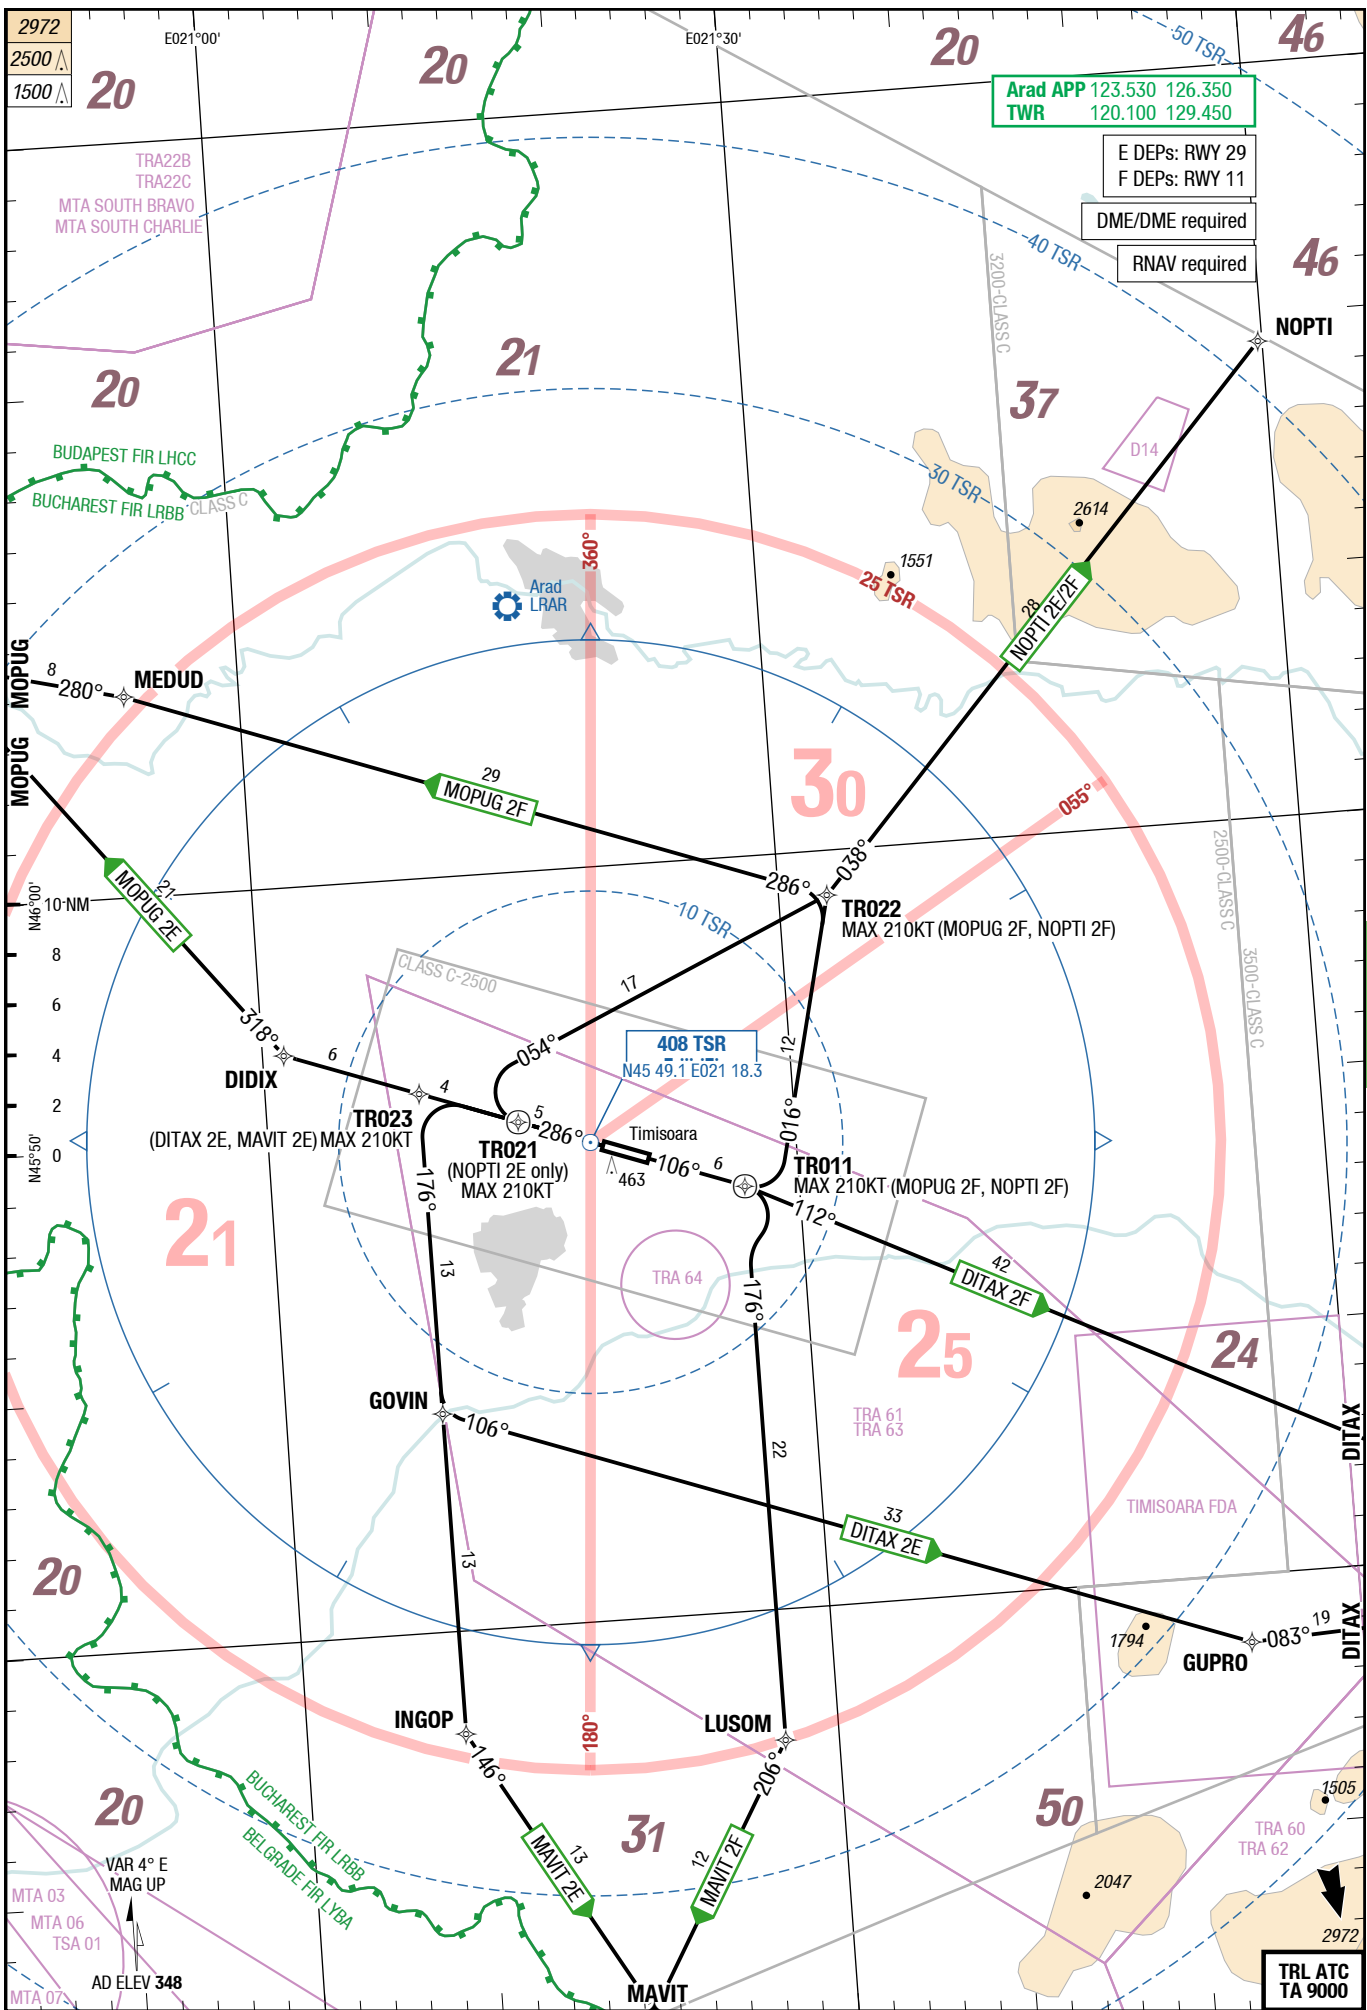 2972
2500
1500
E021°00'
E021°30'
20
20
20
46
50 TSR
Arad APP 123.530 126.350
TWR 120.100 129.450
E DEPs: RWY 29
F DEPs: RWY 11
DME/DME required
RNAV required
TRA22B
TRA22C
MTA SOUTH BRAVO
MTA SOUTH CHARLIE
40 TSR
46
3200-CLASS C
NOPTI
21
20
37
D14
BUDAPEST FIR LHCC
BUCHAREST FIR LRBB
CLASS C
30 TSR
2614
1551
25 TSR
360°
Arad
LRAR
28
NOPTI 2E/2F
MOPUG
8
280°
MEDUD
MOPUG
29
MOPUG 2F
30
055°
038°
286°
TR022
MAX 210KT (MOPUG 2F, NOPTI 2F)
2500-CLASS C
3500-CLASS C
21
MOPUG 2E
N46°00'
10 NM
8
6
4
2
0
N45°50'
10 TSR
CLASS C-2500
17
318°
054°
408 TSR
N45 49.1 E021 18.3
12
016°
DIDIX
6
4
TR023
(DITAX 2E, MAVIT 2E) MAX 210KT
5
286°
TR021
(NOPTI 2E only)
MAX 210KT
Timisoara
463
106°
6
TR011
MAX 210KT (MOPUG 2F, NOPTI 2F)
112°
176°
13
21
TRA 64
176°
42
DITAX 2F
25
24
GOVIN
106°
TRA 61
TRA 63
22
DITAX
TIMISOARA FDA
33
DITAX 2E
13
20
1794
GUPRO
083°
19
DITAX
INGOP
146°
180°
LUSOM
206°
20
BUCHAREST FIR LRBB
BELGRADE FIR LYBA
31
50
1505
TRA 60
TRA 62
13
MAVIT 2E
12
MAVIT 2F
VAR 4° E
MAG UP
MTA 03
MTA 06
TSA 01
MTA 07
AD ELEV 348
2047
2972
MAVIT
TRL ATC
TA 9000